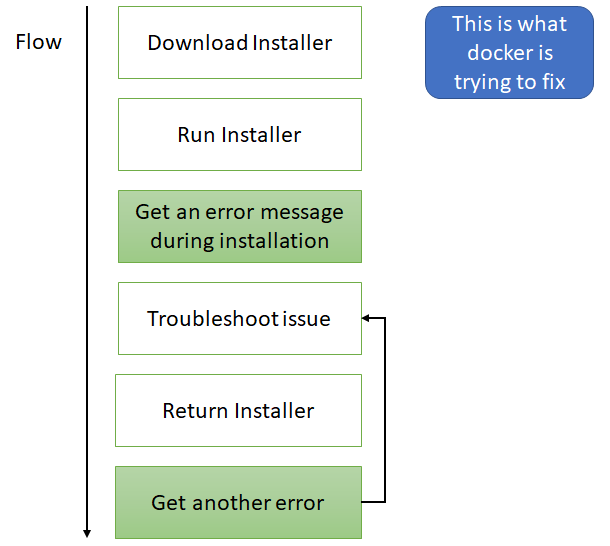 Flow
Download Installer
This is what
docker is
trying to fix
Run Installer
Get an error message
during installation
Troubleshoot issue
Return Installer
Get another error